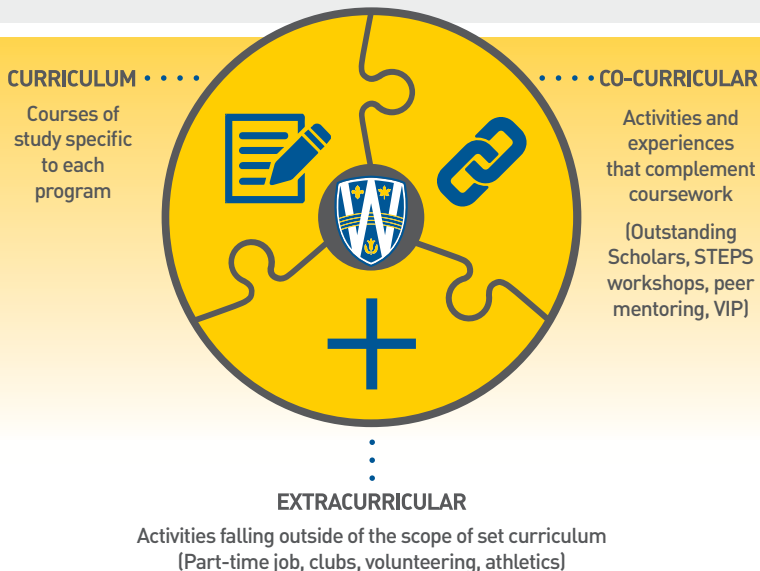 CURRICULUM
Courses of
study specific
to each
program
CO-CURRICULAR
Activities and
experiences
that complement
coursework
(Outstanding
Scholars, STEPS
workshops, peer
mentoring, VIP)
W
EXTRACURRICULAR
Activities falling outside of the scope of set curriculum
(Part-time job, clubs, volunteering, athletics)